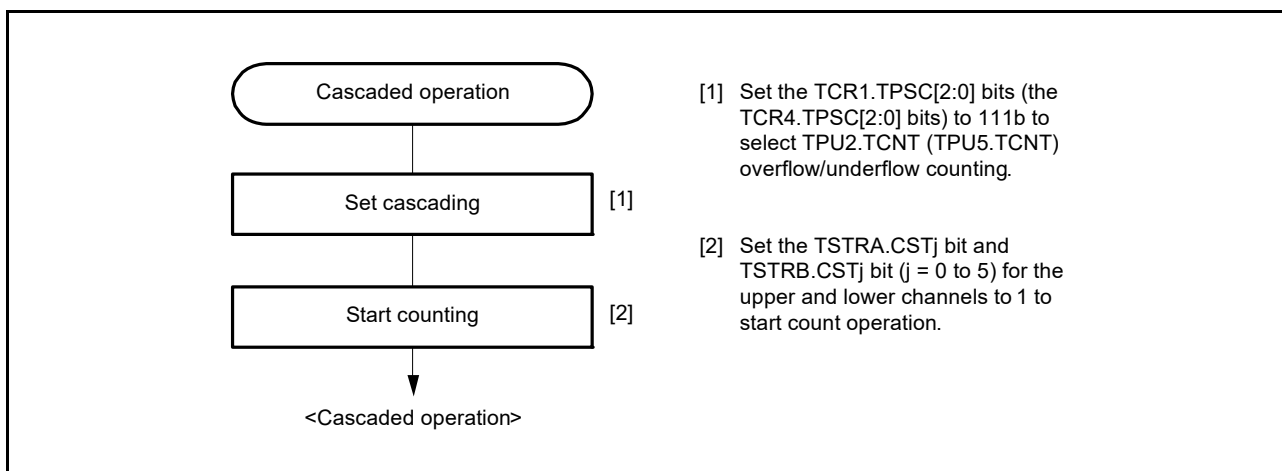 Cascaded operation
Set cascading
[1]
Start counting
[2]
<Cascaded operation>
[1] Set the TCR1.TPSC[2:0] bits (the
TCR4.TPSC[2:0] bits) to 111b to
select TPU2.TCNT (TPU5.TCNT)
overflow/underflow counting.
[2] Set the TSTRA.CSTj bit and
TSTRB.CSTj bit (j = 0 to 5) for the
upper and lower channels to 1 to
start count operation.